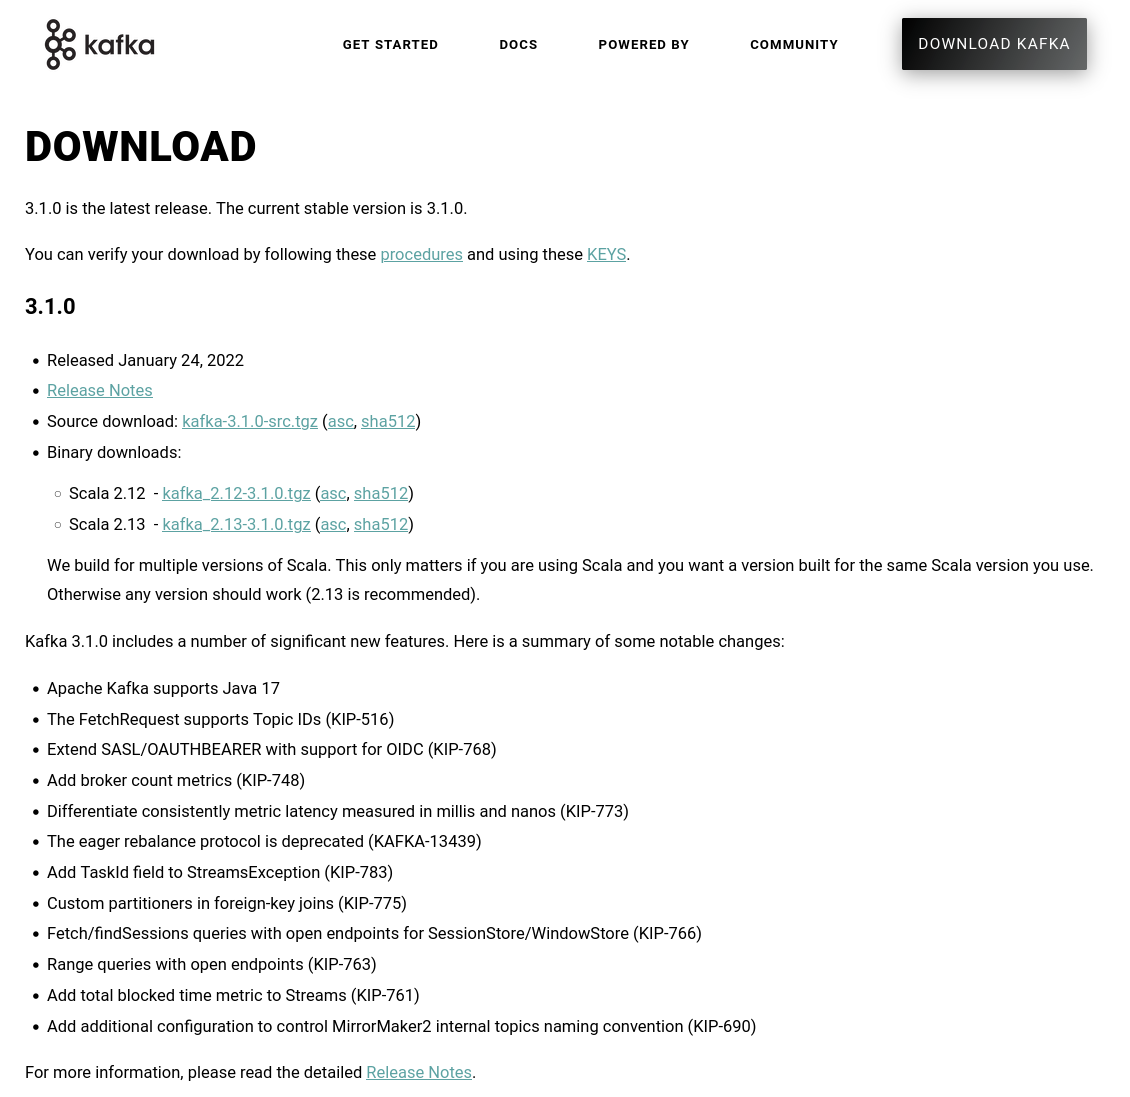 kafka
GET STARTED
DOCS
POWERED BY
COMMUNITY
DOWNLOAD KAFKA
DOWNLOAD
3.1.0 is the latest release. The current stable version is 3.1.0.
You can verify your download by following these procedures and using these KEYS.
3.1.0
• Released January 24, 2022
• Release Notes
• Source download: kafka-3.1.0-src.tgz (asc, sha512)
• Binary downloads:
○ Scala 2.12 - kafka_2.12-3.1.0.tgz (asc, sha512)
○ Scala 2.13 - kafka_2.13-3.1.0.tgz (asc, sha512)
We build for multiple versions of Scala. This only matters if you are using Scala and you want a version built for the same Scala version you use.
Otherwise any version should work (2.13 is recommended).
Kafka 3.1.0 includes a number of significant new features. Here is a summary of some notable changes:
• Apache Kafka supports Java 17
• The FetchRequest supports Topic IDs (KIP-516)
• Extend SASL/OAUTHBEARER with support for OIDC (KIP-768)
• Add broker count metrics (KIP-748)
• Differentiate consistently metric latency measured in millis and nanos (KIP-773)
• The eager rebalance protocol is deprecated (KAFKA-13439)
• Add TaskId field to StreamsException (KIP-783)
• Custom partitioners in foreign-key joins (KIP-775)
• Fetch/findSessions queries with open endpoints for SessionStore/WindowStore (KIP-766)
• Range queries with open endpoints (KIP-763)
• Add total blocked time metric to Streams (KIP-761)
• Add additional configuration to control MirrorMaker2 internal topics naming convention (KIP-690)
For more information, please read the detailed Release Notes.